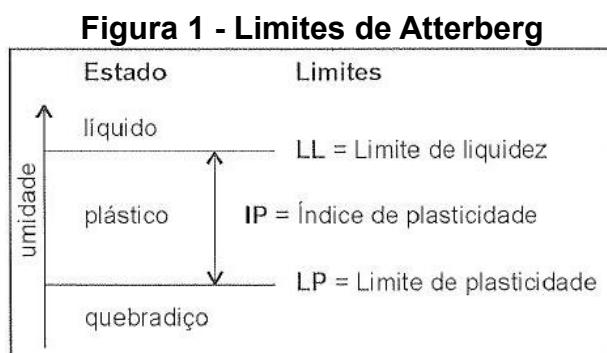 Figura 1 - Limites de Atterberg
Estado Limites
líquido
LL = Limite de liquidez
umidade
plástico IP = Índice de plasticidade
LP = Limite de plasticidade
quebradiço